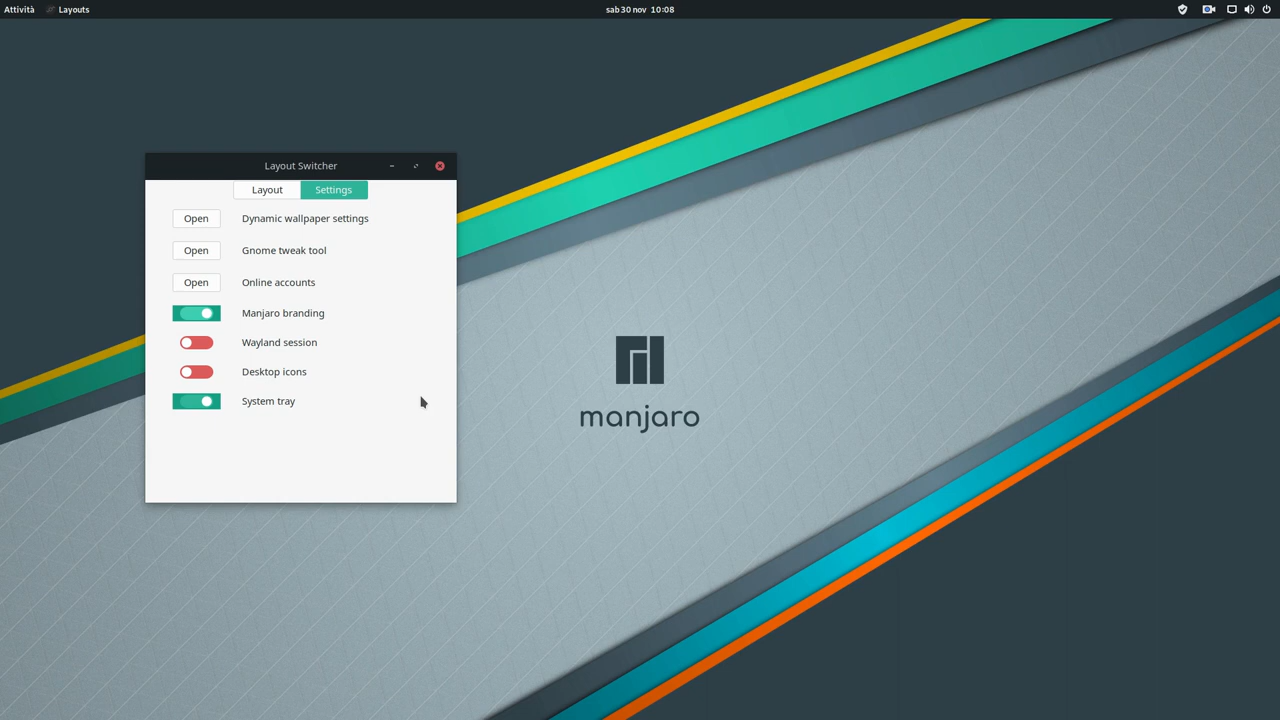 Attività Layouts sab 30 nov 10:08
Layout Switcher
Layout Settings
Open Dynamic wallpaper settings
Open Gnome tweak tool
Open Online accounts
Manjaro branding
Wayland session
Desktop icons
System tray
manjaro